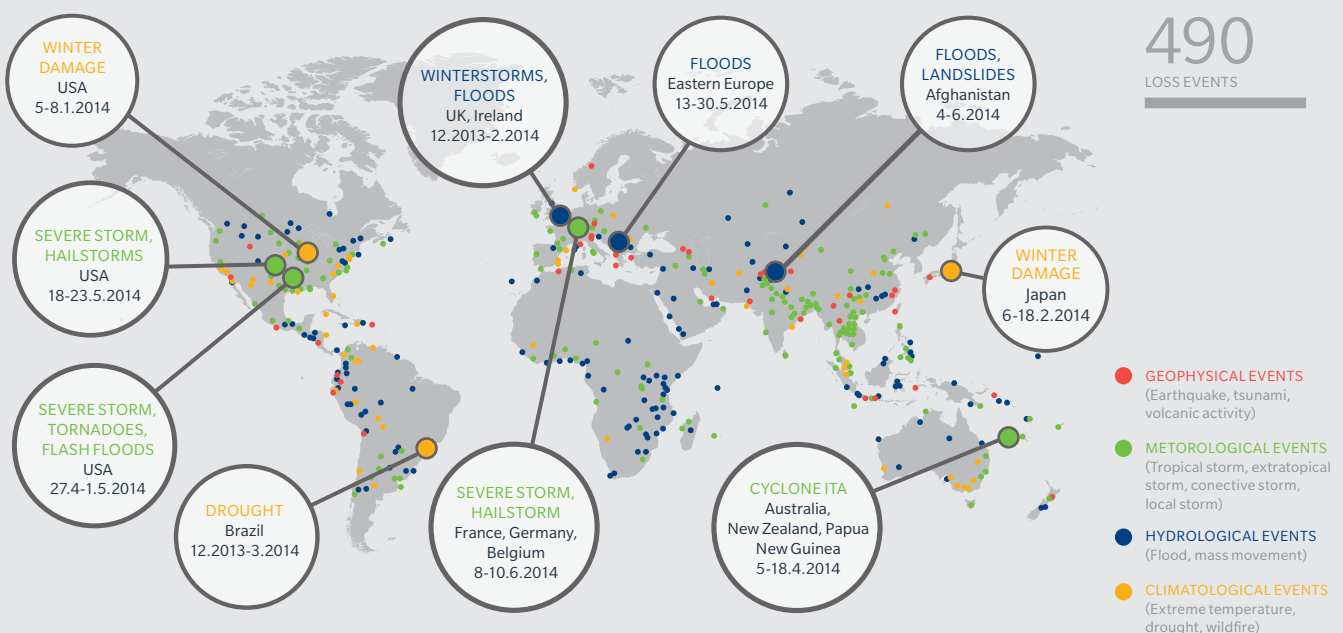 WINTER
DAMAGE
USA
5-8.1.2014
WINTERSTORMS,
FLOODS
UK, Ireland
12.2013-2.2014
FLOODS
Eastern Europe
13-30.5.2014
FLOODS,
LANDSLIDES
Afghanistan
4-6.2014
490
LOSS EVENTS
SEVERE STORM,
HAILSTORMS
USA
18-23.5.2014
WINTER
DAMAGE
Japan
6-18.2.2014
SEVERE STORM,
TORNADOES,
FLASH FLOODS
USA
27.4-1.5.2014
DROUGHT
Brazil
12.2013-3.2014
SEVERE STORM,
HAILSTORM
France, Germany,
Belgium
8-10.6.2014
CYCLONE ITA
Australia,
New Zealand, Papua
New Guinea
5-18.4.2014
GEOPHYSICAL EVENTS
(Earthquake, tsunami,
volcanic activity)
METOROLOGICAL EVENTS
(Tropical storm, extratopical
storm, conective storm,
local storm)
HYDROLOGICAL EVENTS
(Flood, mass movement)
CLIMATOLOGICAL EVENTS
(Extreme temperature,
drought, wildfire)